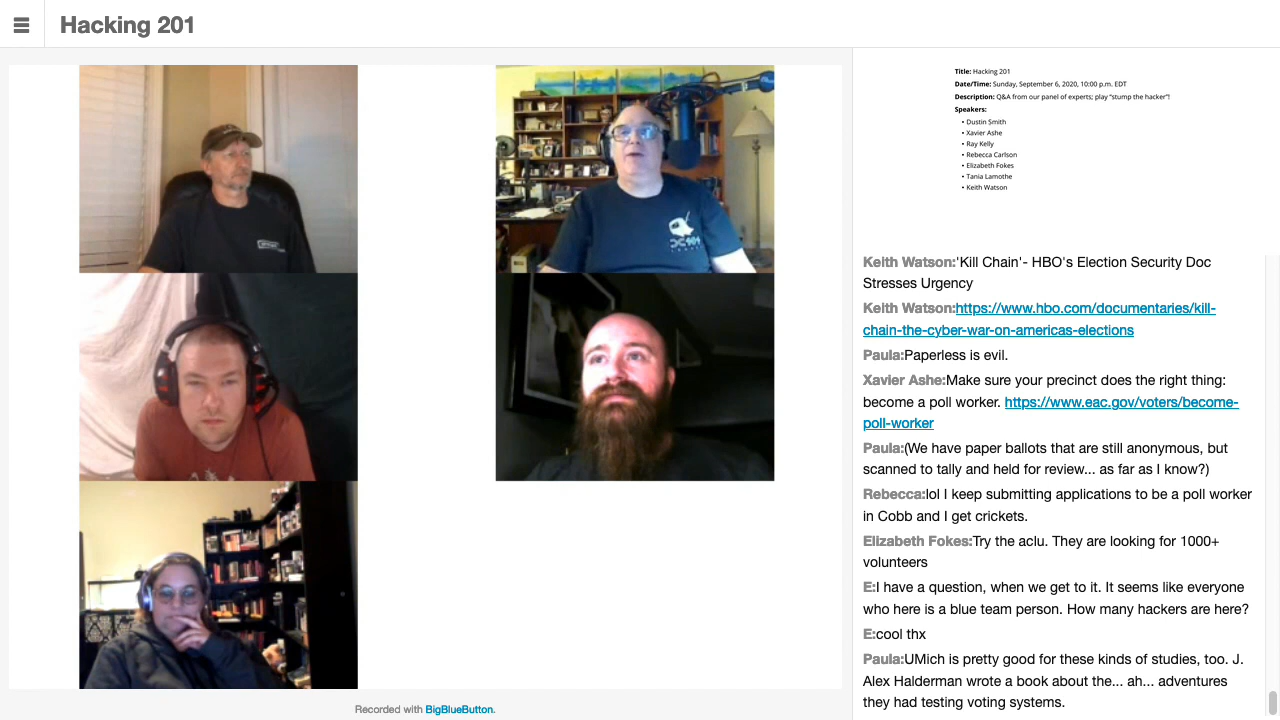 Hacking 201
Title: Hacking 201
Date/Time: Sunday, September 6, 2020, 10:00 p.m. EDT
Description: Q&A from our panel of experts; play "stump the hacker"!
Speakers:
• Dustin Smith
• Xavier Ashe
• Ray Kelly
• Rebecca Carlson
• Elizabeth Fokes
• Tania Lamothe
• Keith Watson
Keith Watson:'Kill Chain'- HBO's Election Security Doc
Stresses Urgency
Keith Watson:https://www.hbo.com/documentaries/kill-
chain-the-cyber-war-on-americas-elections
Paula:Paperless is evil.
Xavier Ashe:Make sure your precinct does the right thing:
become a poll worker. https://www.eac.gov/voters/become-
poll-worker
Paula:(We have paper ballots that are still anonymous, but
scanned to tally and held for review... as far as I know?)
Rebecca:lol I keep submitting applications to be a poll worker
in Cobb and I get crickets.
Elizabeth Fokes:Try the aclu. They are looking for 1000+
volunteers
E:I have a question, when we get to it. It seems like everyone
who here is a blue team person. How many hackers are here?
E:cool thx
Paula:UMich is pretty good for these kinds of studies, too. J.
Alex Halderman wrote a book about the... ah... adventures
they had testing voting systems.
Recorded with BigBlueButton.